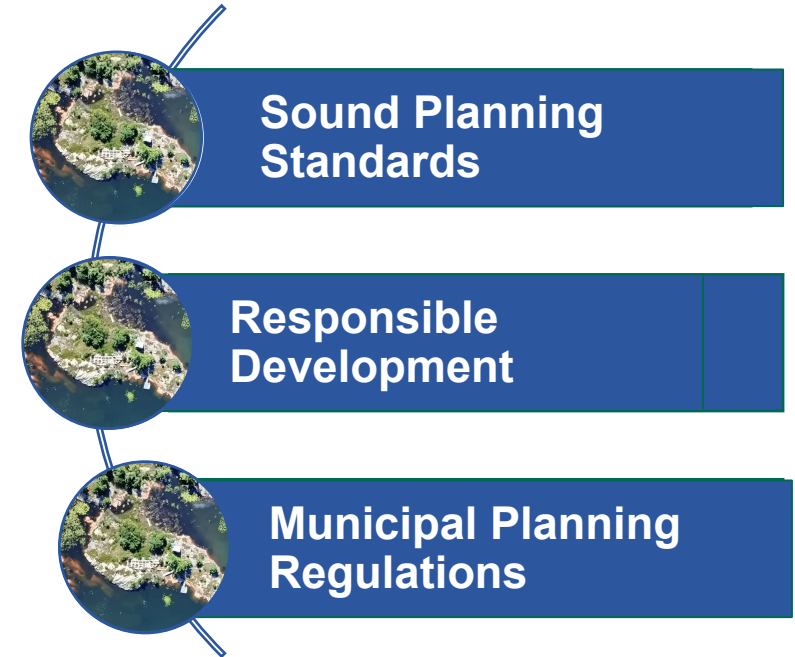 Sound Planning
Standards
Responsible
Development
Municipal Planning
Regulations